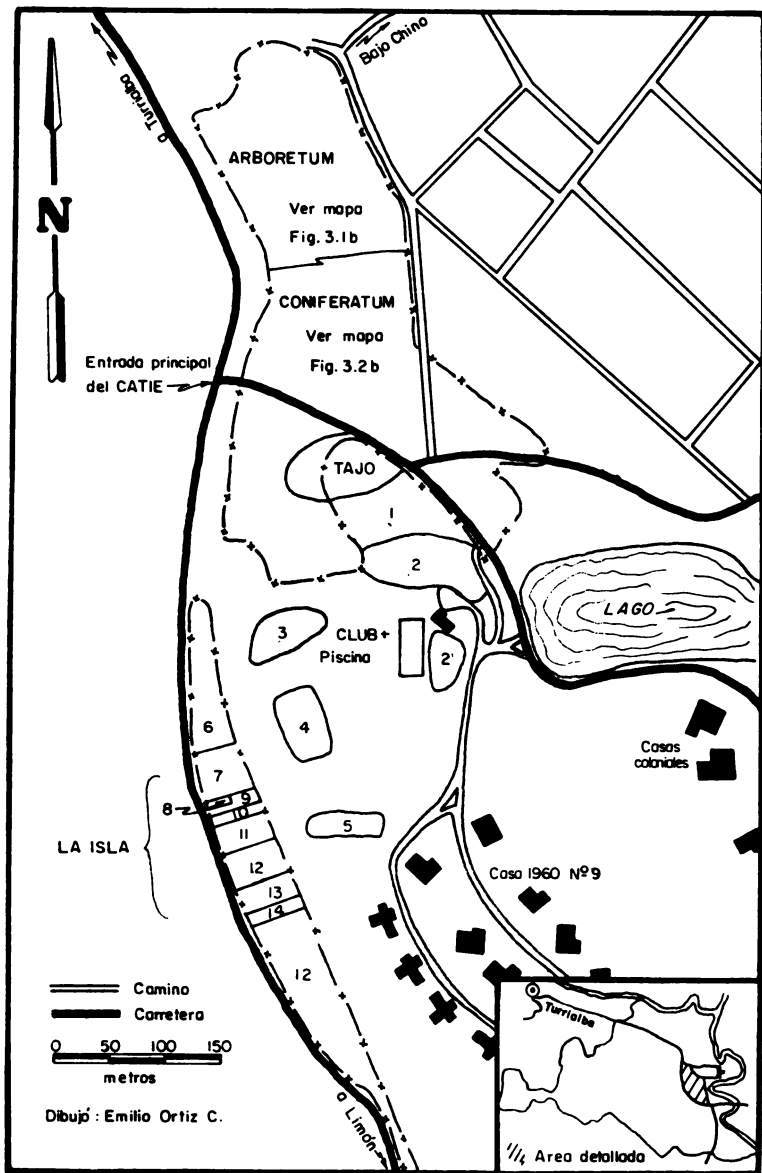 Bajo Chino
a Turrialba
ARBORETUM
Ver mapa
Fig. 3.1b
N
CONIFERATUM
Ver mapa
Fig. 3.2b
Entrada principal
del CATIE
TAJO
1
2
LAGO
3
CLUB +
Piscina
2'
6
4
Casas
coloniales
7
8
9
10
5
11
LA ISLA
12
Casa 1960 Nº 9
13
14
12
Camino
Carretera
0 50 100 150
metros
Dibujó : Emilio Ortiz C.
a Limón
Turrialba
Area detallada